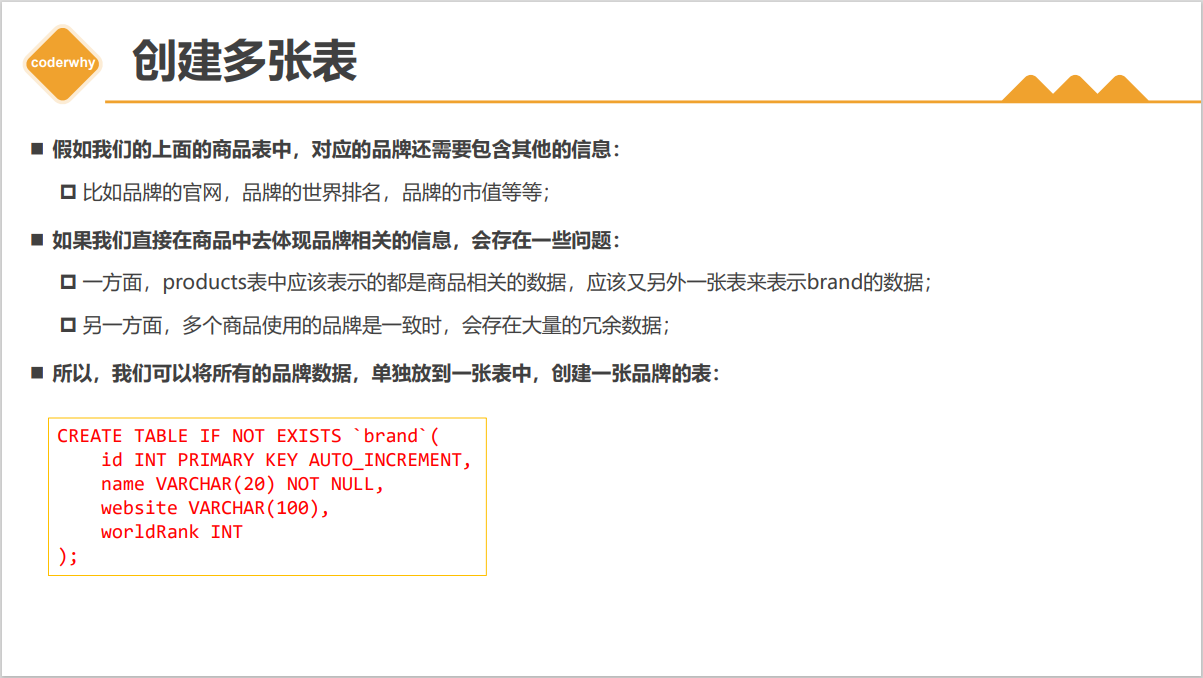 coderwhy
创建多张表
假如我们的上面的商品表中，对应的品牌还需要包含其他的信息：
比如品牌的官网，品牌的世界排名，品牌的市值等等；
如果我们直接在商品中去体现品牌相关的信息，会存在一些问题：
一方面，products表中应该表示的都是商品相关的数据，应该又另外一张表来表示brand的数据；
另一方面，多个商品使用的品牌是一致时，会存在大量的冗余数据；
所以，我们可以将所有的品牌数据，单独放到一张表中，创建一张品牌的表：
CREATE TABLE IF NOT EXISTS `brand`(
    id INT PRIMARY KEY AUTO_INCREMENT,
    name VARCHAR(20) NOT NULL,
    website VARCHAR(100),
    worldRank INT
);